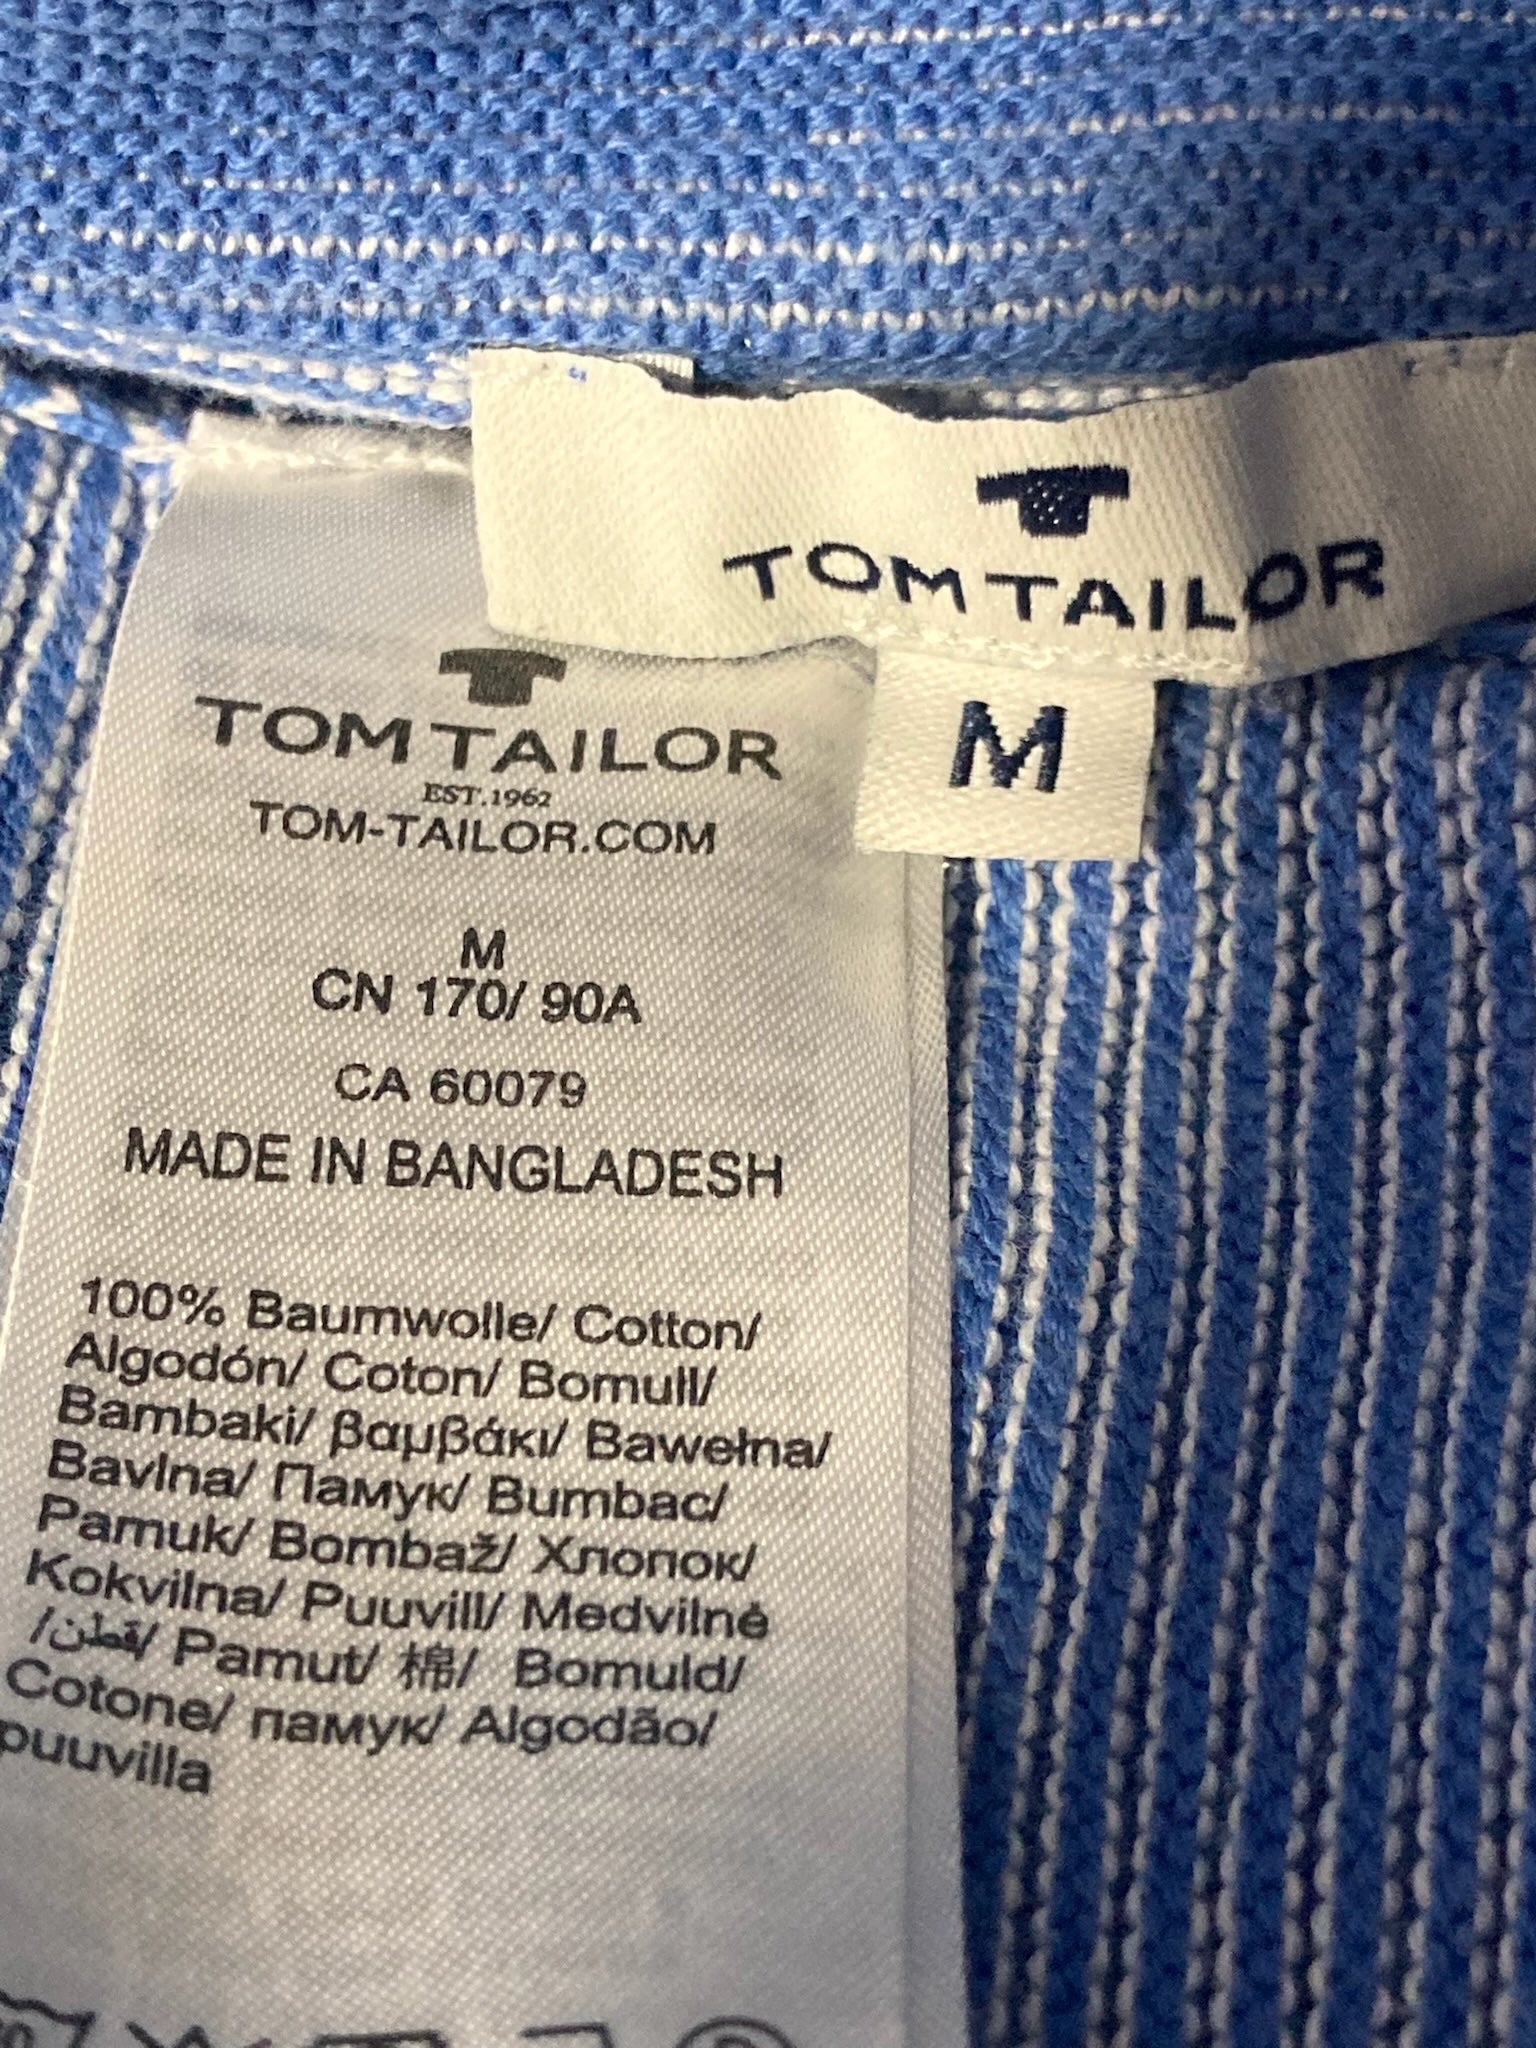 TOM TAILOR
M
TOM TAILOR
EST.1962
TOM-TAILOR.COM
M
CN 170/ 90A
CA 60079
MADE IN BANGLADESH
100% Baumwolle/ Cotton/
Algodón/ Coton/ Bomull/
Bambaki/ βαμβάκι/ Bawełna/
Bavlna/ Памук/ Bumbac/
Pamuk/ Bombaž/ Хлопок/
Kokvilna/ Puuvill/ Medvilnė
/قطن/ Pamut/ 棉/ Bomuld/
Cotone/ памук/ Algodão/
puuvilla